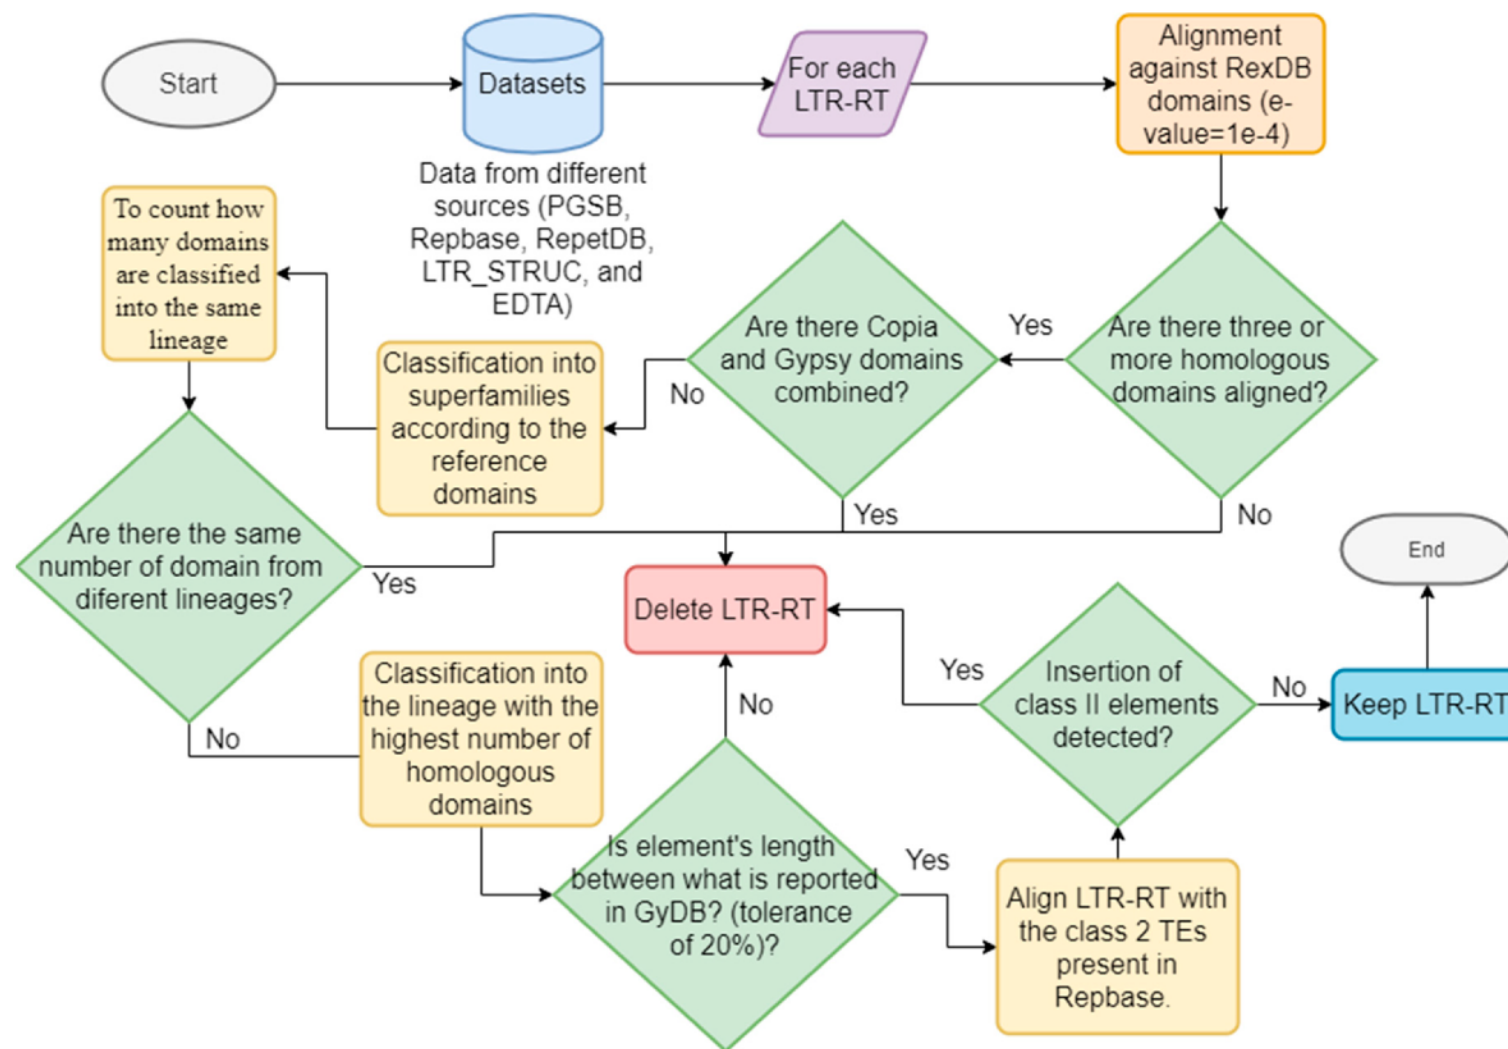 Start
Datasets
For each
LTR-RT
Alignment
against RexDB
domains (e-
value=1e-4)
Data from different
sources (PGSB,
Repbase, RepetDB,
LTR_STRUC, and
EDTA)
To count how
many domains
are classified
into the same
lineage
Classification into
superfamilies
according to the
reference
domains
No
Are there Copia
and Gypsy domains
combined?
Yes
Are there three or
more homologous
domains aligned?
Yes
No
Are there the same
number of domain from
diferent lineages?
Yes
Delete LTR-RT
End
No
Classification into
the lineage with the
highest number of
homologous
domains
No
Yes
Insertion of
class II elements
detected?
No
Keep LTR-RT
Is element's length
between what is reported
in GyDB? (tolerance
of 20%)?
Yes
Align LTR-RT with
the class 2 TEs
present in
Repbase.